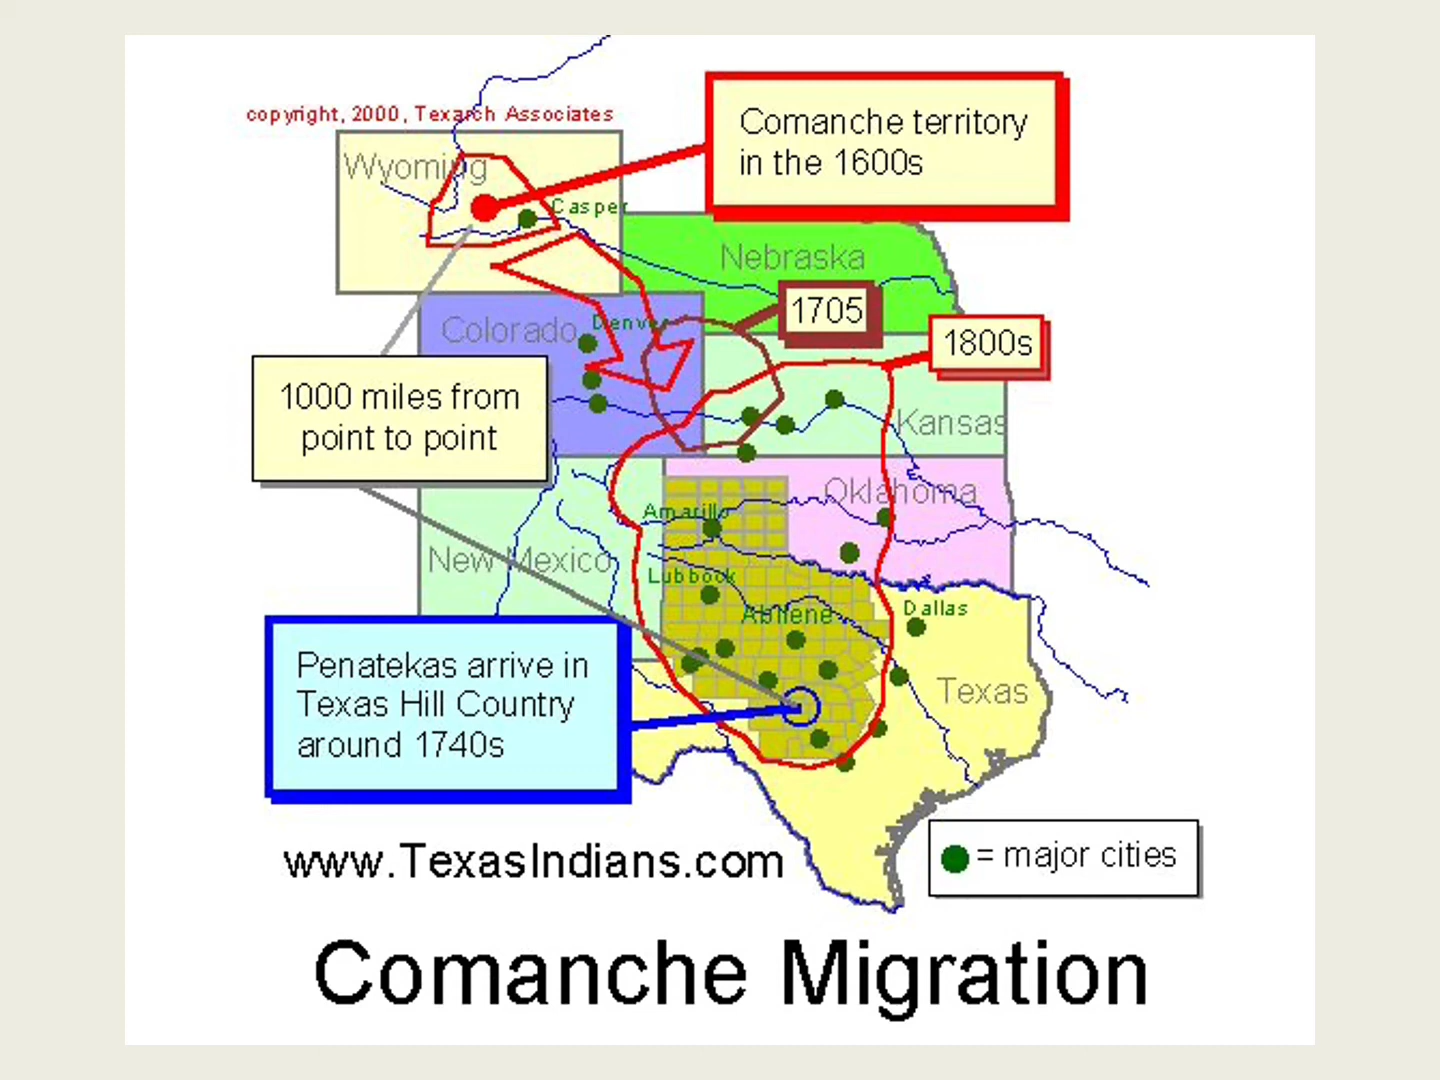 copyright, 2000, Texarch Associates
Comanche territory
in the 1600s
Wyoming
Casper
Nebraska
1705
Colorado
Denver
1800s
1000 miles from
point to point
Kansas
Oklahoma
Amarillo
New Mexico
Lubbock
Abilene
Dallas
Penatekas arrive in
Texas Hill Country
around 1740s
Texas
www.TexasIndians.com
= major cities
Comanche Migration